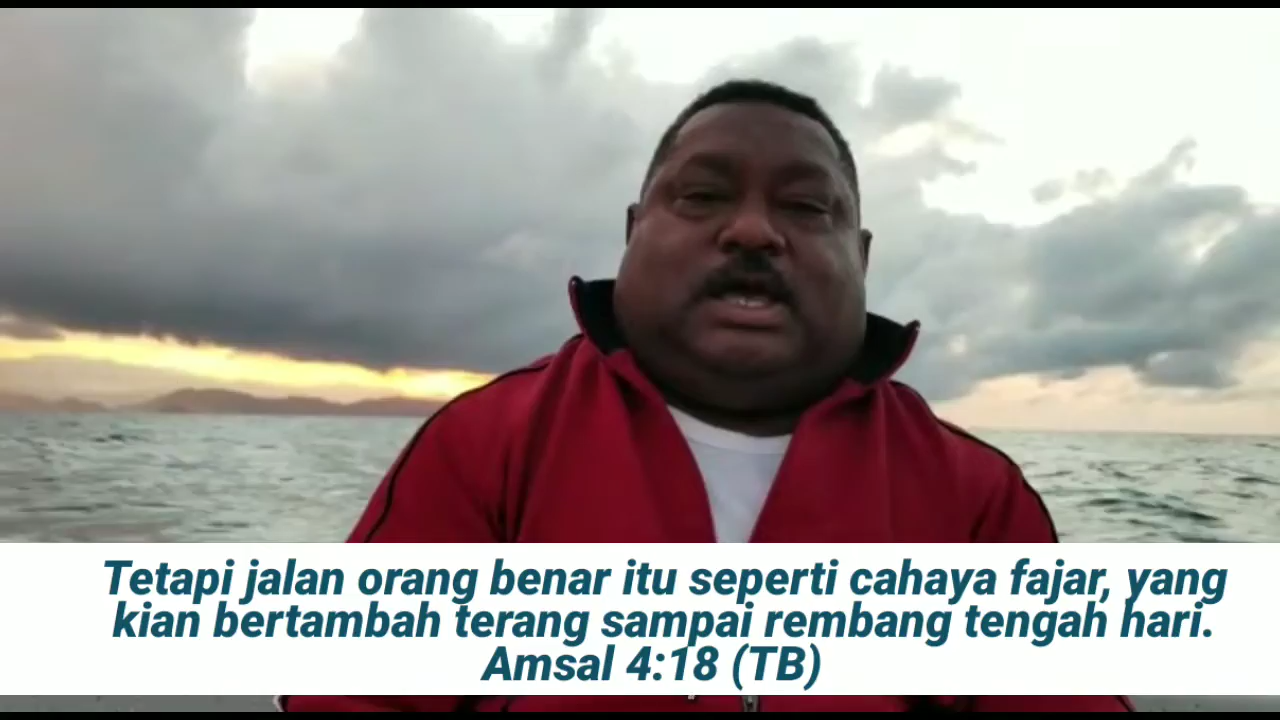 Tetapi jalan orang benar itu seperti cahaya fajar, yang
kian bertambah terang sampai rembang tengah hari.
Amsal 4:18 (TB)